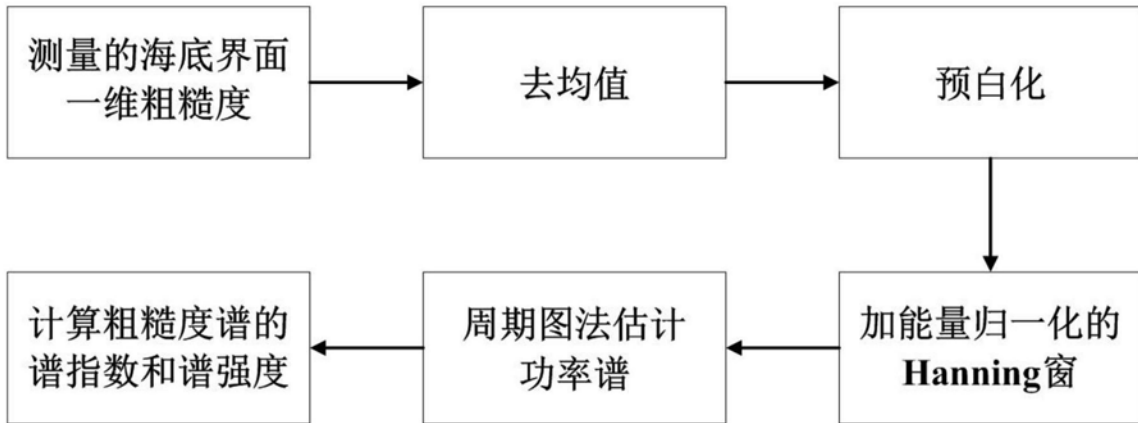 测量的海底界面
一维粗糙度
去均值
预白化
加能量归一化的
Hanning窗
周期图法估计
功率谱
计算粗糙度谱的
谱指数和谱强度